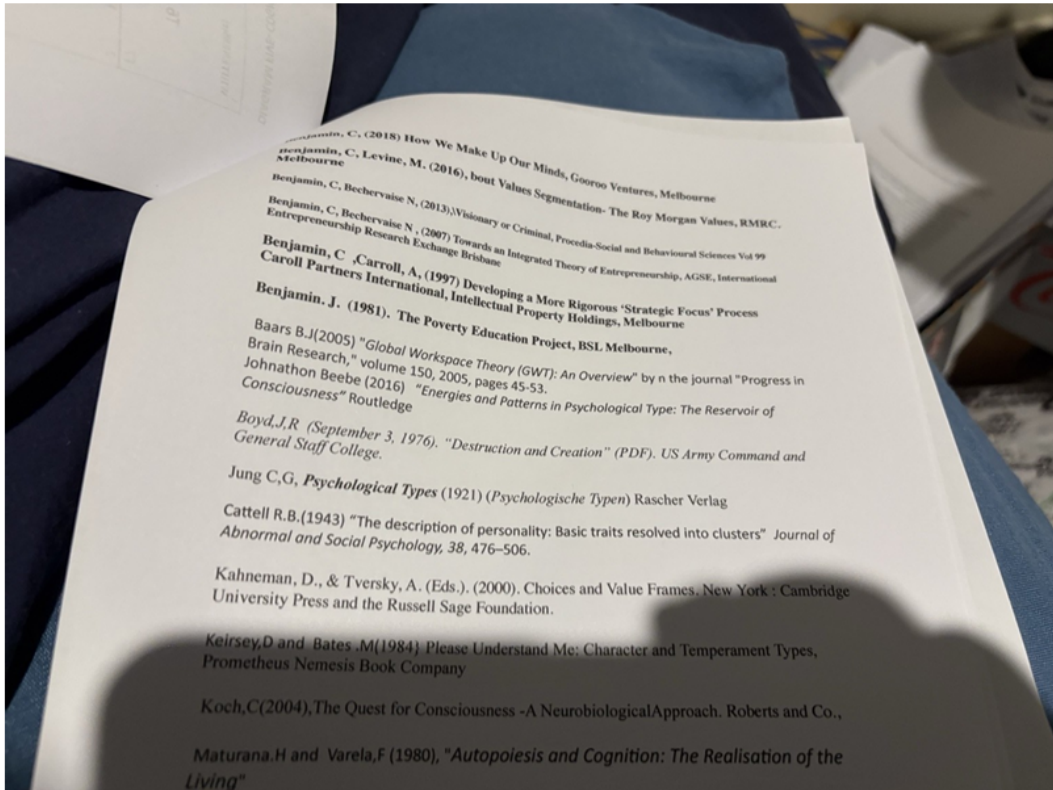 Benjamin, C. (2018) How We Make Up Our Minds, Gooroo Ventures, Melbourne
Benjamin, C, Levine, M. (2016), bout Values Segmentation- The Roy Morgan Values, RMRC.
Melbourne
Benjamin, C, Bechervaise N, (2013),\Visionary or Criminal, Procedia-Social and Behavioural Sciences Vol 99
Benjamin, C, Bechervaise N , (2007) Towards an Integrated Theory of Entrepreneurship, AGSE, International
Entrepreneurship Research Exchange Brisbane
Benjamin, C ,Carroll, A, (1997) Developing a More Rigorous ‘Strategic Focus’ Process
Caroll Partners International, Intellectual Property Holdings, Melbourne
Benjamin. J. (1981). The Poverty Education Project, BSL Melbourne,
Baars B.J(2005) "Global Workspace Theory (GWT): An Overview" by n the journal "Progress in
Brain Research," volume 150, 2005, pages 45-53.
Johnathon Beebe (2016) "Energies and Patterns in Psychological Type: The Reservoir of
Consciousness” Routledge
Boyd,J,R (September 3, 1976). "Destruction and Creation" (PDF). US Army Command and
General Staff College.
Jung C,G, Psychological Types (1921) (Psychologische Typen) Rascher Verlag
Cattell R.B.(1943) “The description of personality: Basic traits resolved into clusters” Journal of
Abnormal and Social Psychology, 38, 476–506.
Kahneman, D., & Tversky, A. (Eds.). (2000). Choices and Value Frames. New York : Cambridge
University Press and the Russell Sage Foundation.
Keirsey,D and Bates .M(1984} Please Understand Me: Character and Temperament Types,
Prometheus Nemesis Book Company
Koch,C(2004),The Quest for Consciousness -A NeurobiologicalApproach. Roberts and Co.,
Maturana.H and Varela,F (1980), "Autopoiesis and Cognition: The Realisation of the
Living"